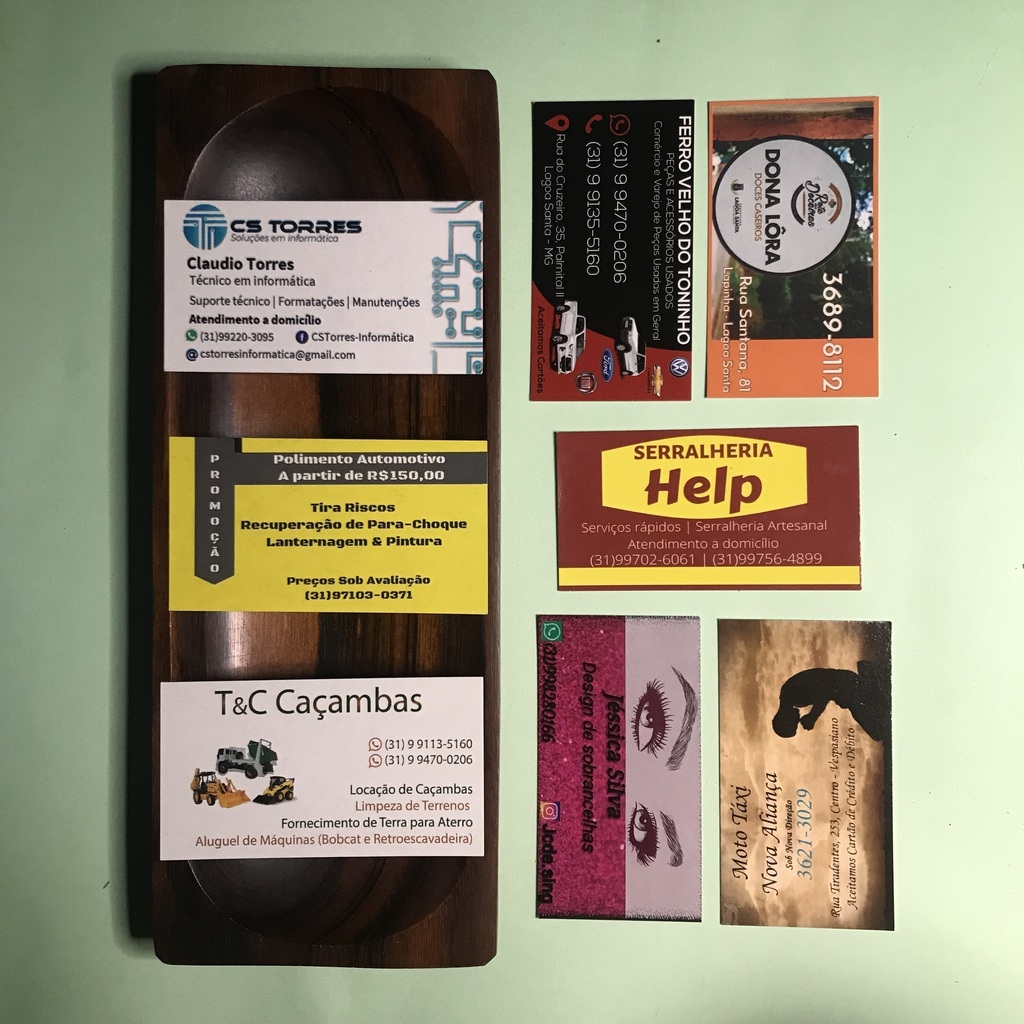 CS TORRES
Soluções em informática
Claudio Torres
Técnico em informática
Suporte técnico | Formatações | Manutenções
Atendimento a domicílio
(31)99220-3095 CSTorres-Informática
cstorresinformatica@gmail.com
PROMOÇÃO
Polimento Automotivo
A partir de R$150,00
Tira Riscos
Recuperação de Para-Choque
Lanternagem & Pintura
Preços Sob Avaliação
(31)97103-0371
T&C Caçambas
(31) 9 9113-5160
(31) 9 9470-0206
Locação de Caçambas
Limpeza de Terrenos
Fornecimento de Terra para Aterro
Aluguel de Máquinas (Bobcat e Retroescavadeira)
FERRO VELHO DO TONINHO
PEÇAS E ACESSÓRIOS USADOS
Comércio e Varejo de Peças Usadas em Geral
(31) 9 9470-0206
(31) 9 9135-5160
Rua do Cruzeiro, 35, Palmital II
Lagoa Santa - MG
Aceitamos Cartões
Ford
FIAT
DONA LÔRA
DOCES CASEIROS
LAGOA SANTA
3689-8112
Rua Santana, 81
Lapinha - Lagoa Santa
SERRALHERIA
Help
Serviços rápidos | Serralheria Artesanal
Atendimento a domicílio
(31)99702-6061 | (31)99756-4899
Jéssica Silva
Design de sobrancelhas
Moto Táxi
Nova Aliança
Sob Nova Direção
3621-3029
Rua Tiradentes, 253, Centro - Vespasiano
Aceitamos Cartão de Crédito e Débito